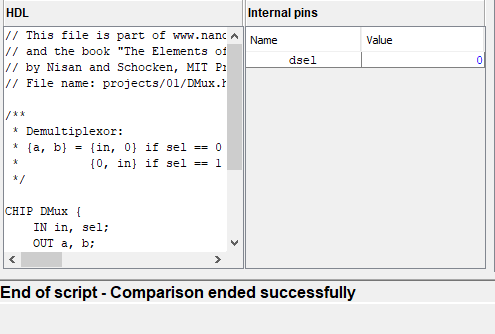 HDL
// This file is part of www.nand
// and the book "The Elements of
// by Nisan and Schocken, MIT Pr
// File name: projects/01/DMux.h
/**
* Demultiplexor:
* {a, b} = {in, 0} if sel == 0
* {0, in} if sel == 1
*/
CHIP DMux {
IN in, sel;
OUT a, b;
Internal pins
Name Value
dsel 0
End of script - Comparison ended successfully